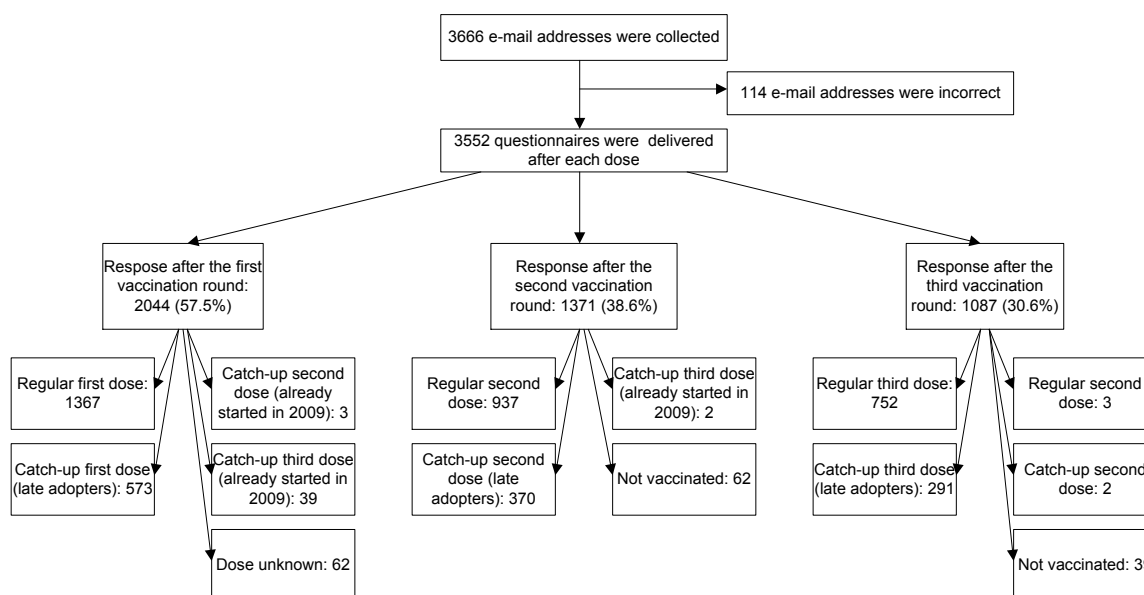 3666 e-mail addresses were collected
114 e-mail addresses were incorrect
3552 questionnaires were delivered
after each dose
Respose after the first
vaccination round:
2044 (57.5%)
Response after the
second vaccination
round: 1371 (38.6%)
Response after the
third vaccination
round: 1087 (30.6%)
Regular first dose:
1367
Catch-up second
dose (already
started in 2009): 3
Regular second
dose: 937
Catch-up third dose
(already started in
2009): 2
Regular third dose:
752
Regular second
dose: 3
Catch-up first dose
(late adopters): 573
Catch-up third dose
(already started in
2009): 39
Catch-up second
dose (late
adopters): 370
Not vaccinated: 62
Catch-up third dose
(late adopters): 291
Catch-up second
dose: 2
Dose unknown: 62
Not vaccinated: